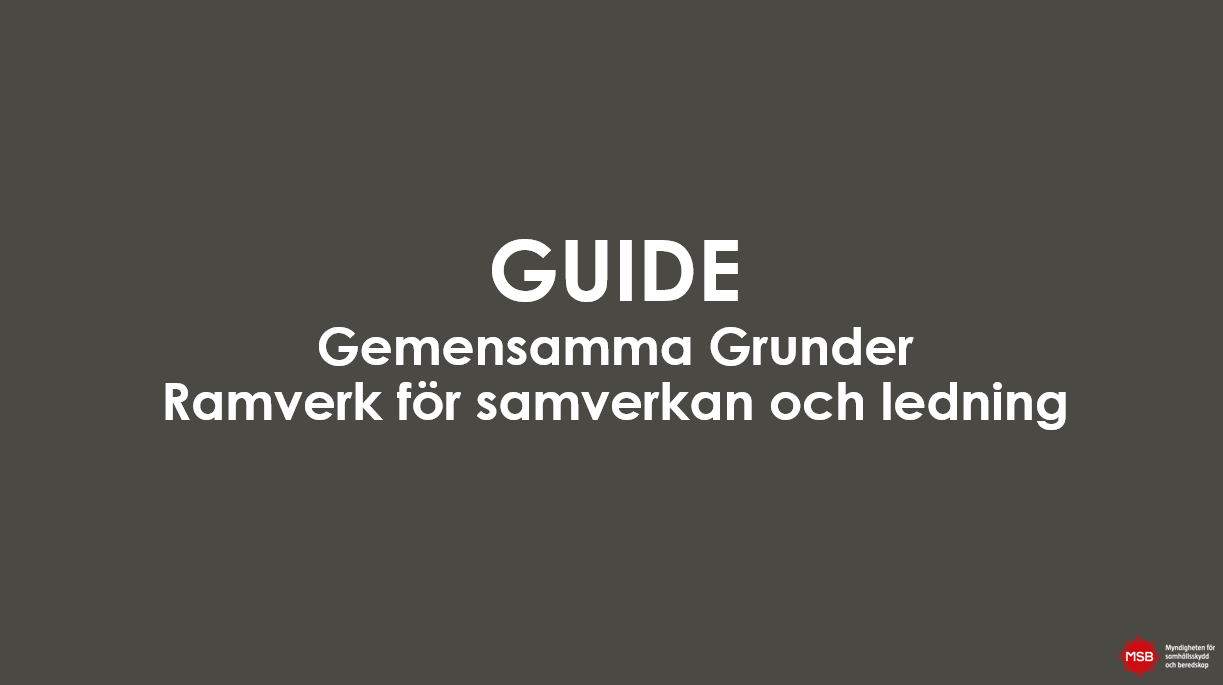 GUIDE
Gemensamma Grunder
Ramverk för samverkan och ledning
MSB
Myndigheten för
samhällsskydd
och beredskap